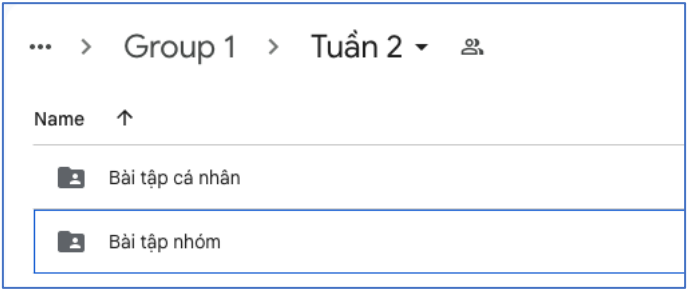 ... > Group 1 > Tuần 2
Name ↑
Bài tập cá nhân
Bài tập nhóm